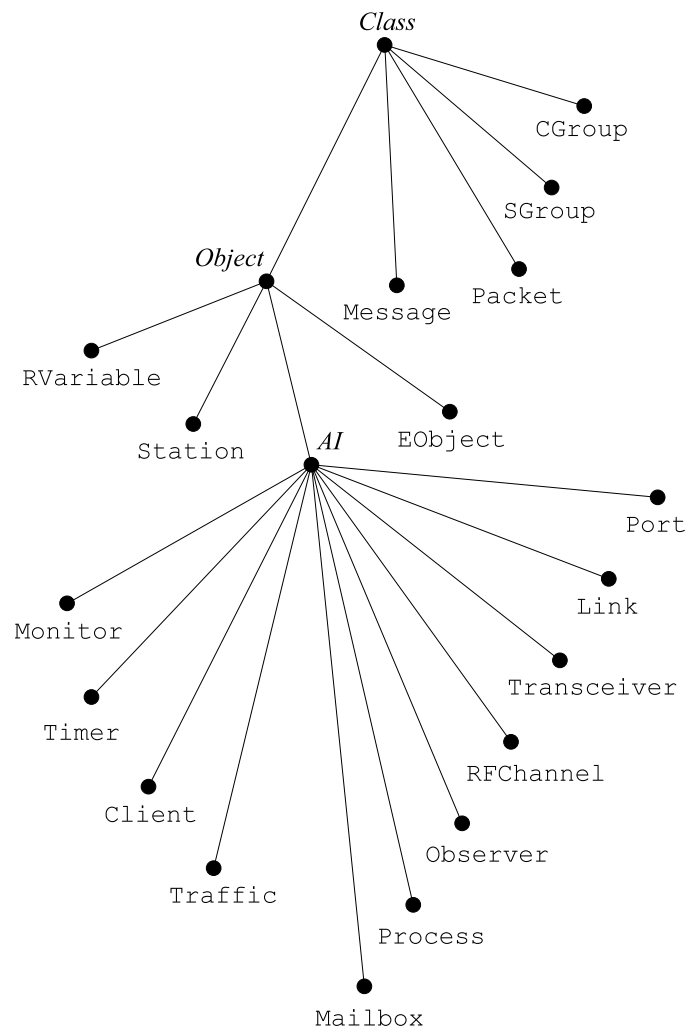 Class
CGroup
SGroup
Object
Packet
Message
RVariable
EObject
Station
AI
Port
Link
Monitor
Transceiver
Timer
RFChannel
Client
Observer
Traffic
Process
Mailbox